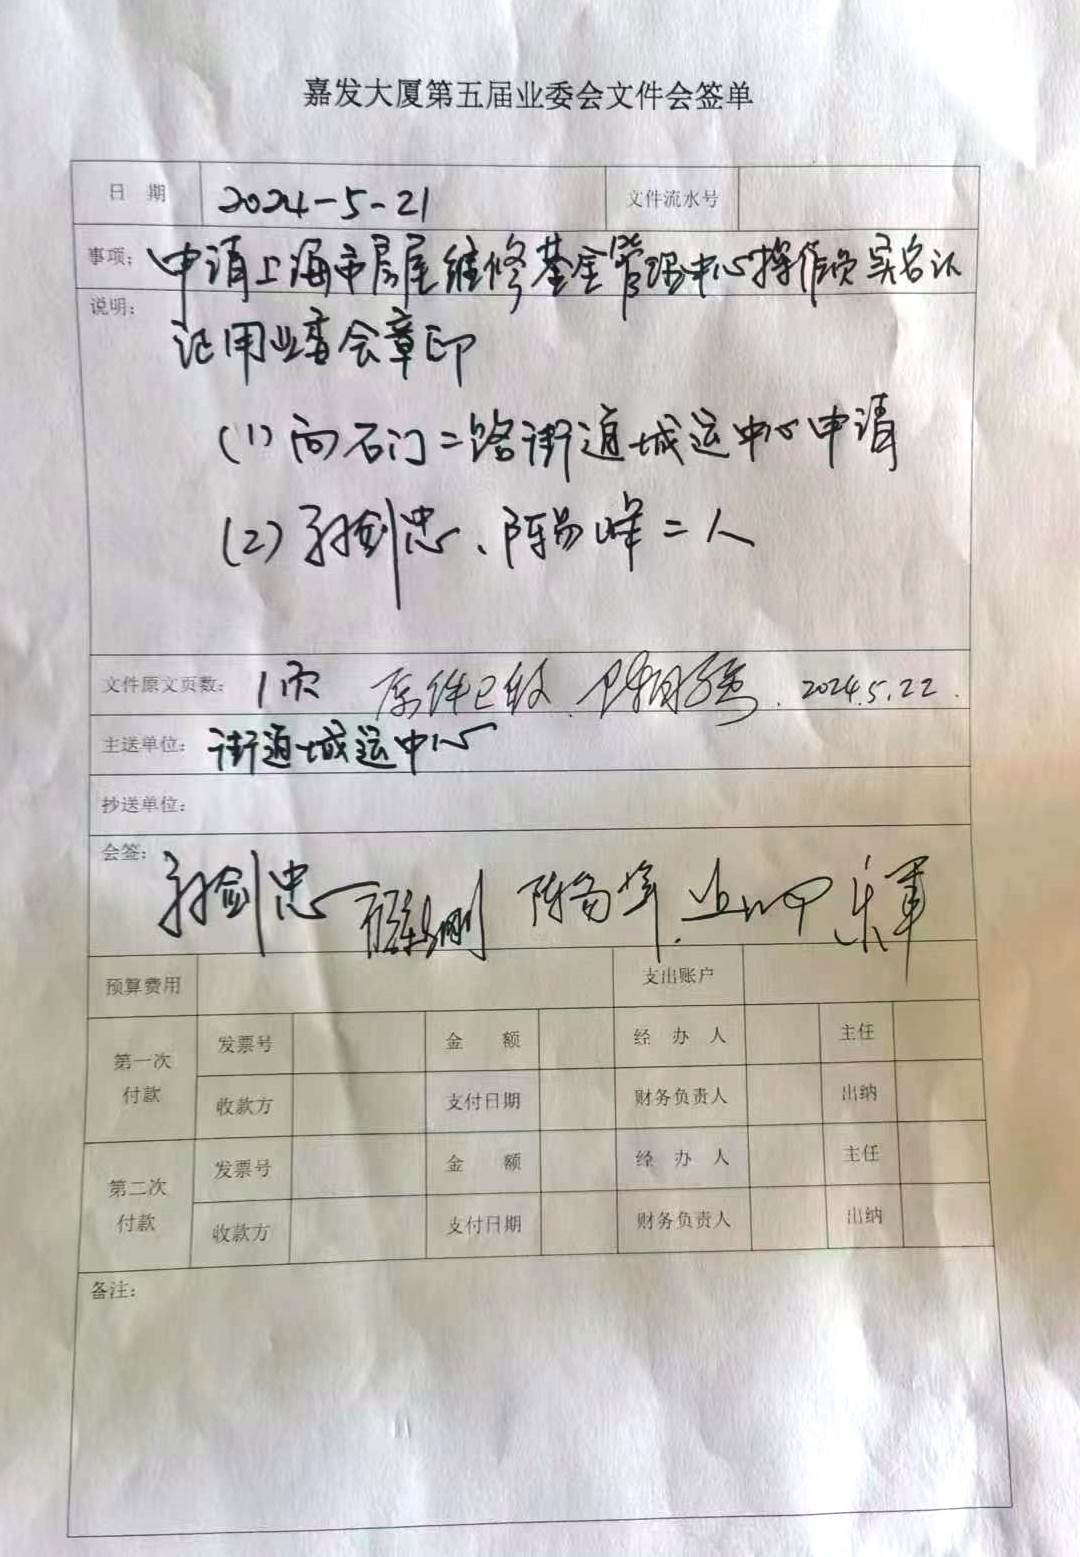 嘉发大厦第五届业委会文件会签单
日 期 2024-5-21 文件流水号
事项: 申请上海市房屋维修基金管理中心操作员实名认
说明: 证用业委会章印
(1) 向石门二路街道城运中心申请
(2) 孙剑忠、陈易峰二人
文件原文页数: 1页 原件已收 2024.5.22.
主送单位: 街道城运中心
抄送单位:
会签: 孙剑忠 陈易峰
预算费用 支出账户
第一次付款 发票号 金 额 经 办 人 主任
收款方 支付日期 财务负责人 出纳
第二次付款 发票号 金 额 经 办 人 主任
收款方 支付日期 财务负责人 出纳
备注: